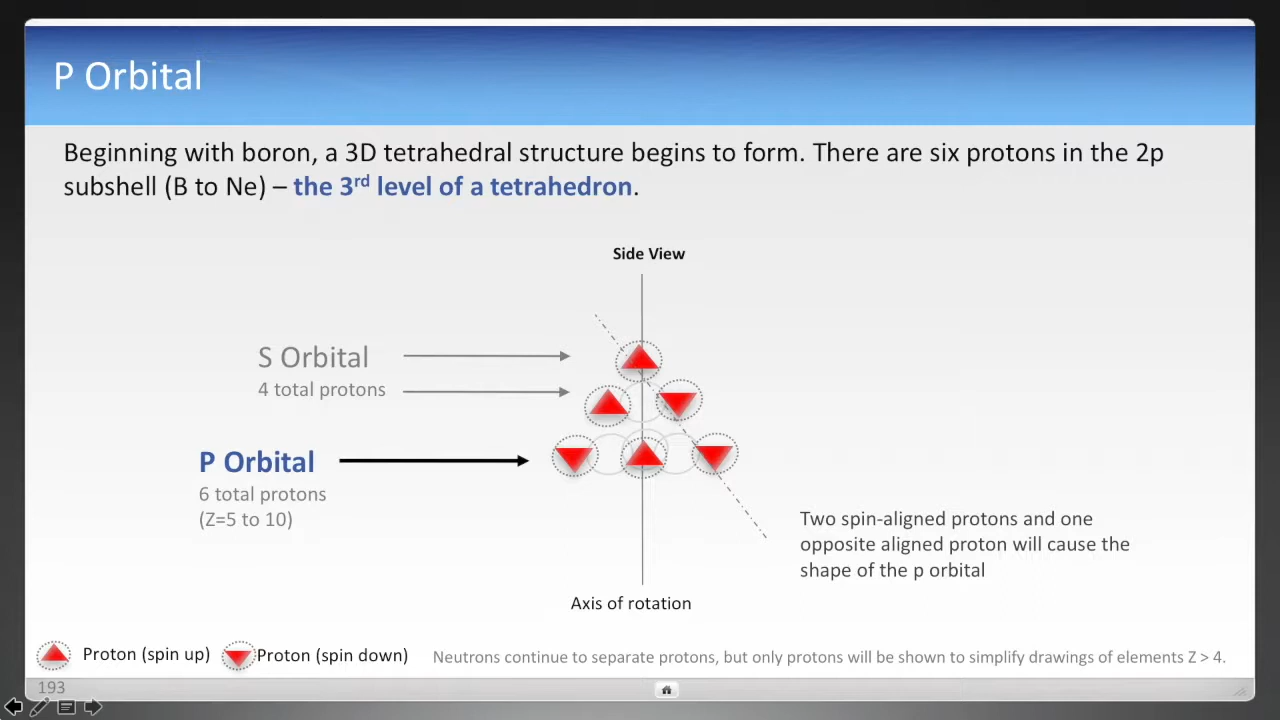 P Orbital
Beginning with boron, a 3D tetrahedral structure begins to form. There are six protons in the 2p
subshell (B to Ne) – the 3rd level of a tetrahedron.
Side View
S Orbital
4 total protons
P Orbital
6 total protons
(Z=5 to 10)
Two spin-aligned protons and one
opposite aligned proton will cause the
shape of the p orbital
Axis of rotation
Proton (spin up)
Proton (spin down)
Neutrons continue to separate protons, but only protons will be shown to simplify drawings of elements Z > 4.
193